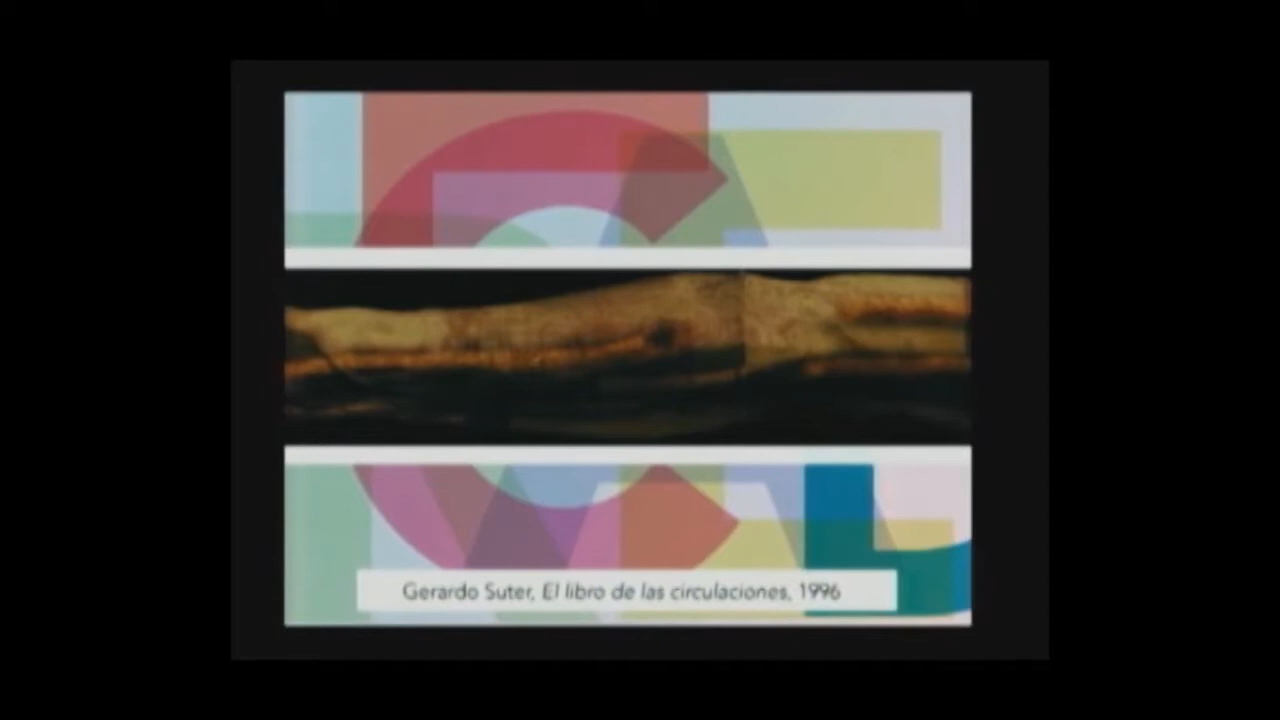 Gerardo Suter, El libro de las circulaciones, 1996